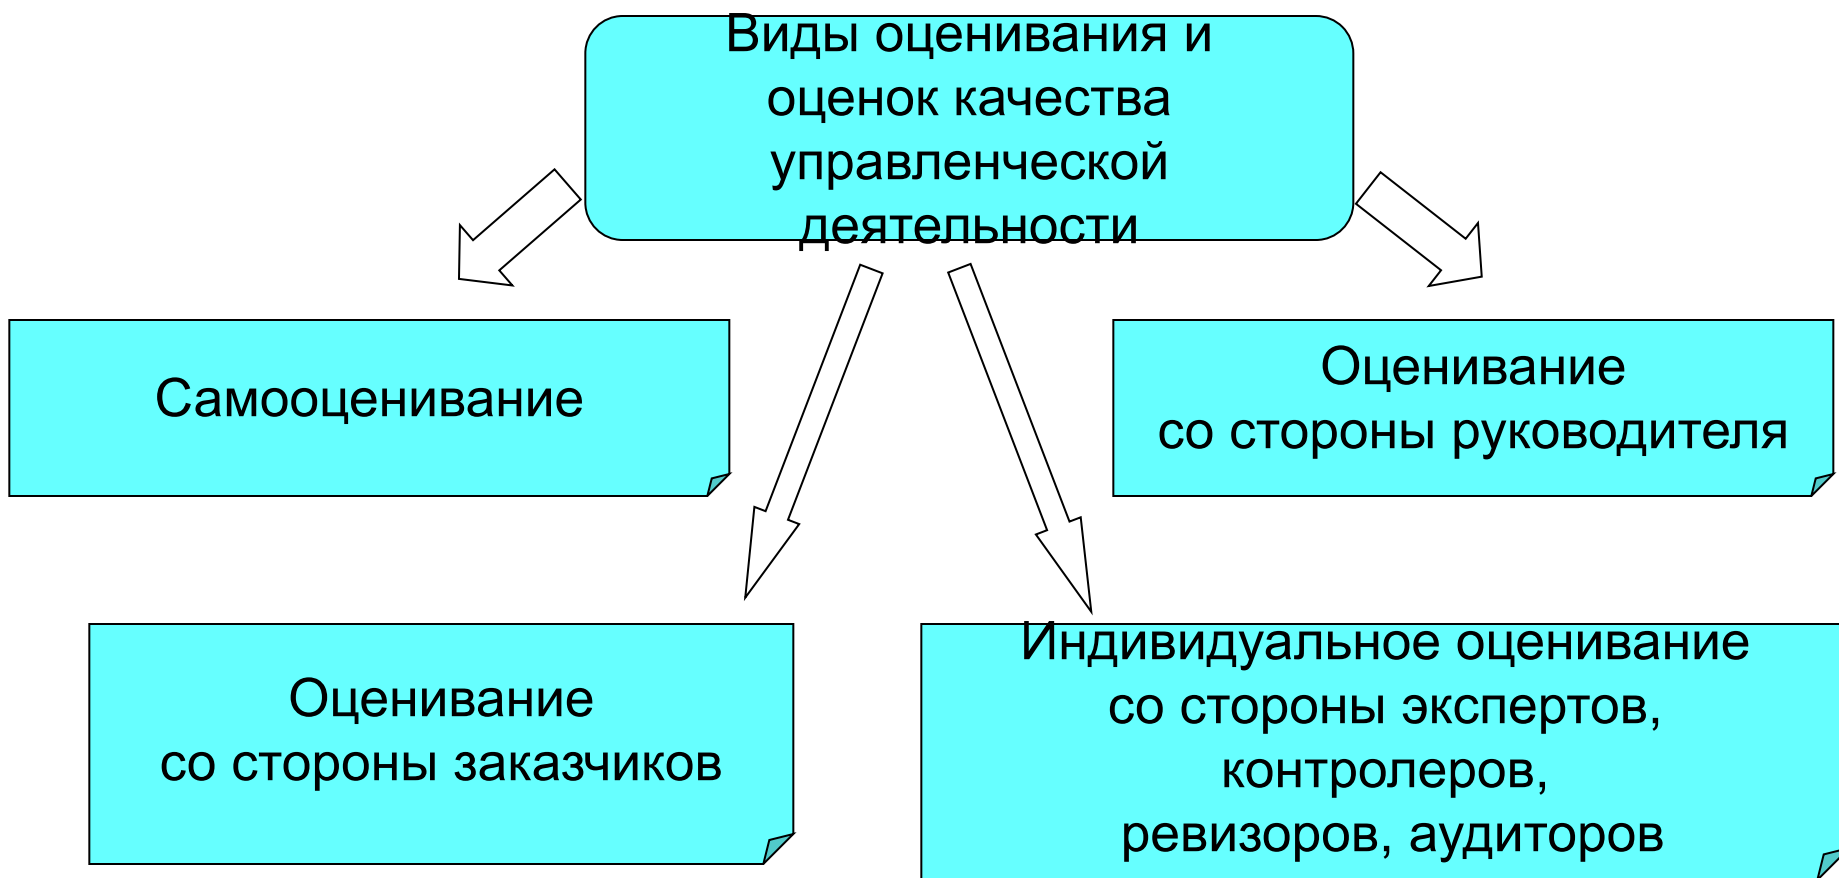 Виды оценивания и
оценок качества
управленческой
деятельности
Самооценивание
Оценивание
со стороны руководителя
Оценивание
со стороны заказчиков
Индивидуальное оценивание
со стороны экспертов,
контролеров,
ревизоров, аудиторов